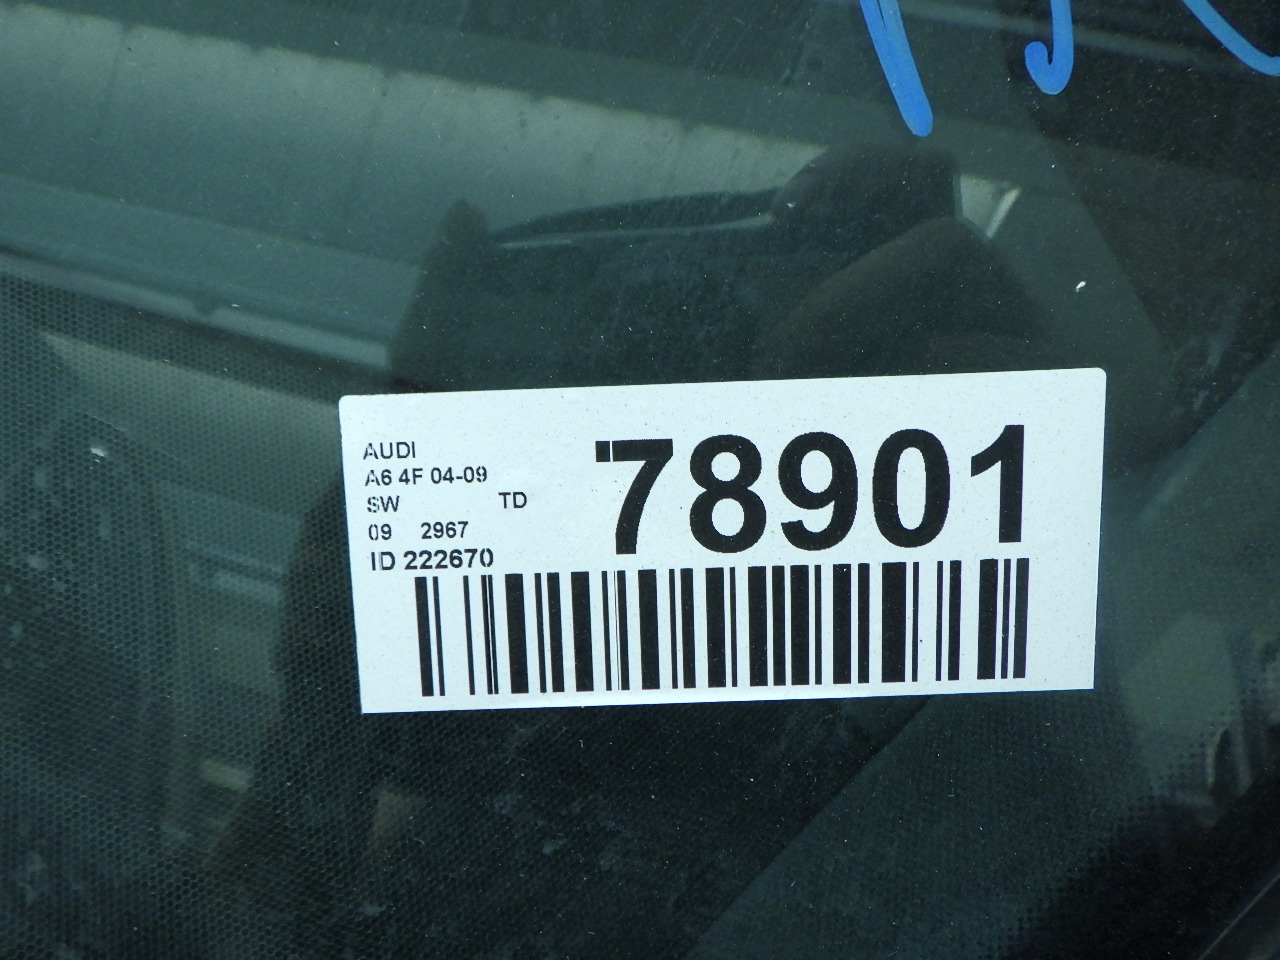 AUDI
A6 4F 04-09
SW TD
09 2967
ID 222670
78901